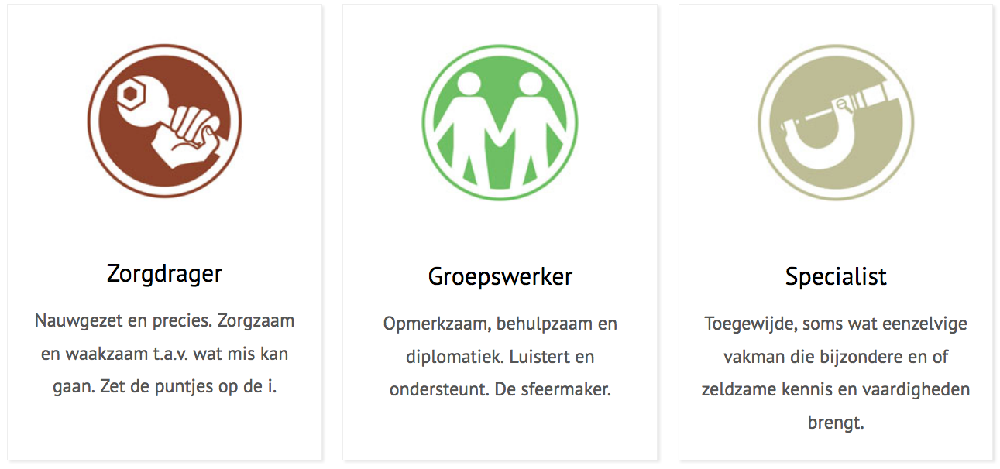 Zorgdrager
Nauwgezet en precies. Zorgzaam
en waakzaam t.a.v. wat mis kan
gaan. Zet de puntjes op de i.
Groepswerker
Opmerkzaam, behulpzaam en
diplomatiek. Luistert en
ondersteunt. De sfeermaker.
Specialist
Toegewijde, soms wat eenzelvige
vakman die bijzondere en of
zeldzame kennis en vaardigheden
brengt.